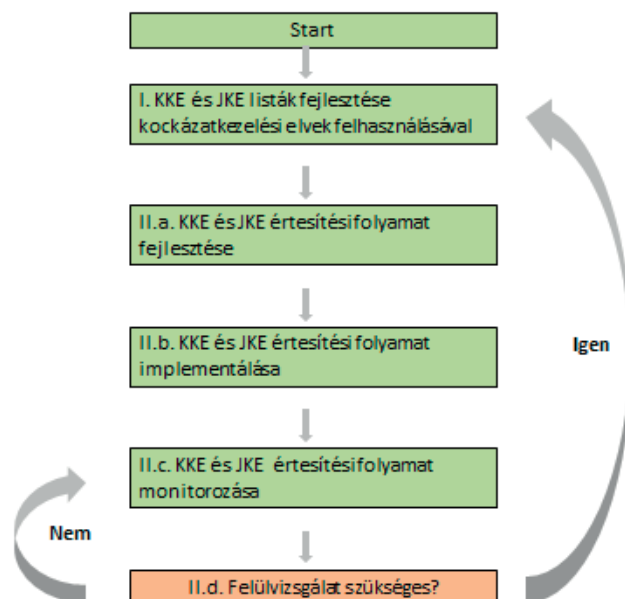 Start
I. KKE és JKE listák fejlesztése
kockázatkezelési elvek felhasználásával
II.a. KKE és JKE értesítési folyamat
fejlesztése
II.b. KKE és JKE értesítési folyamat
implementálása
Igen
II.c. KKE és JKE értesítési folyamat
monitorozása
Nem
II.d. Felülvizsgálat szükséges?